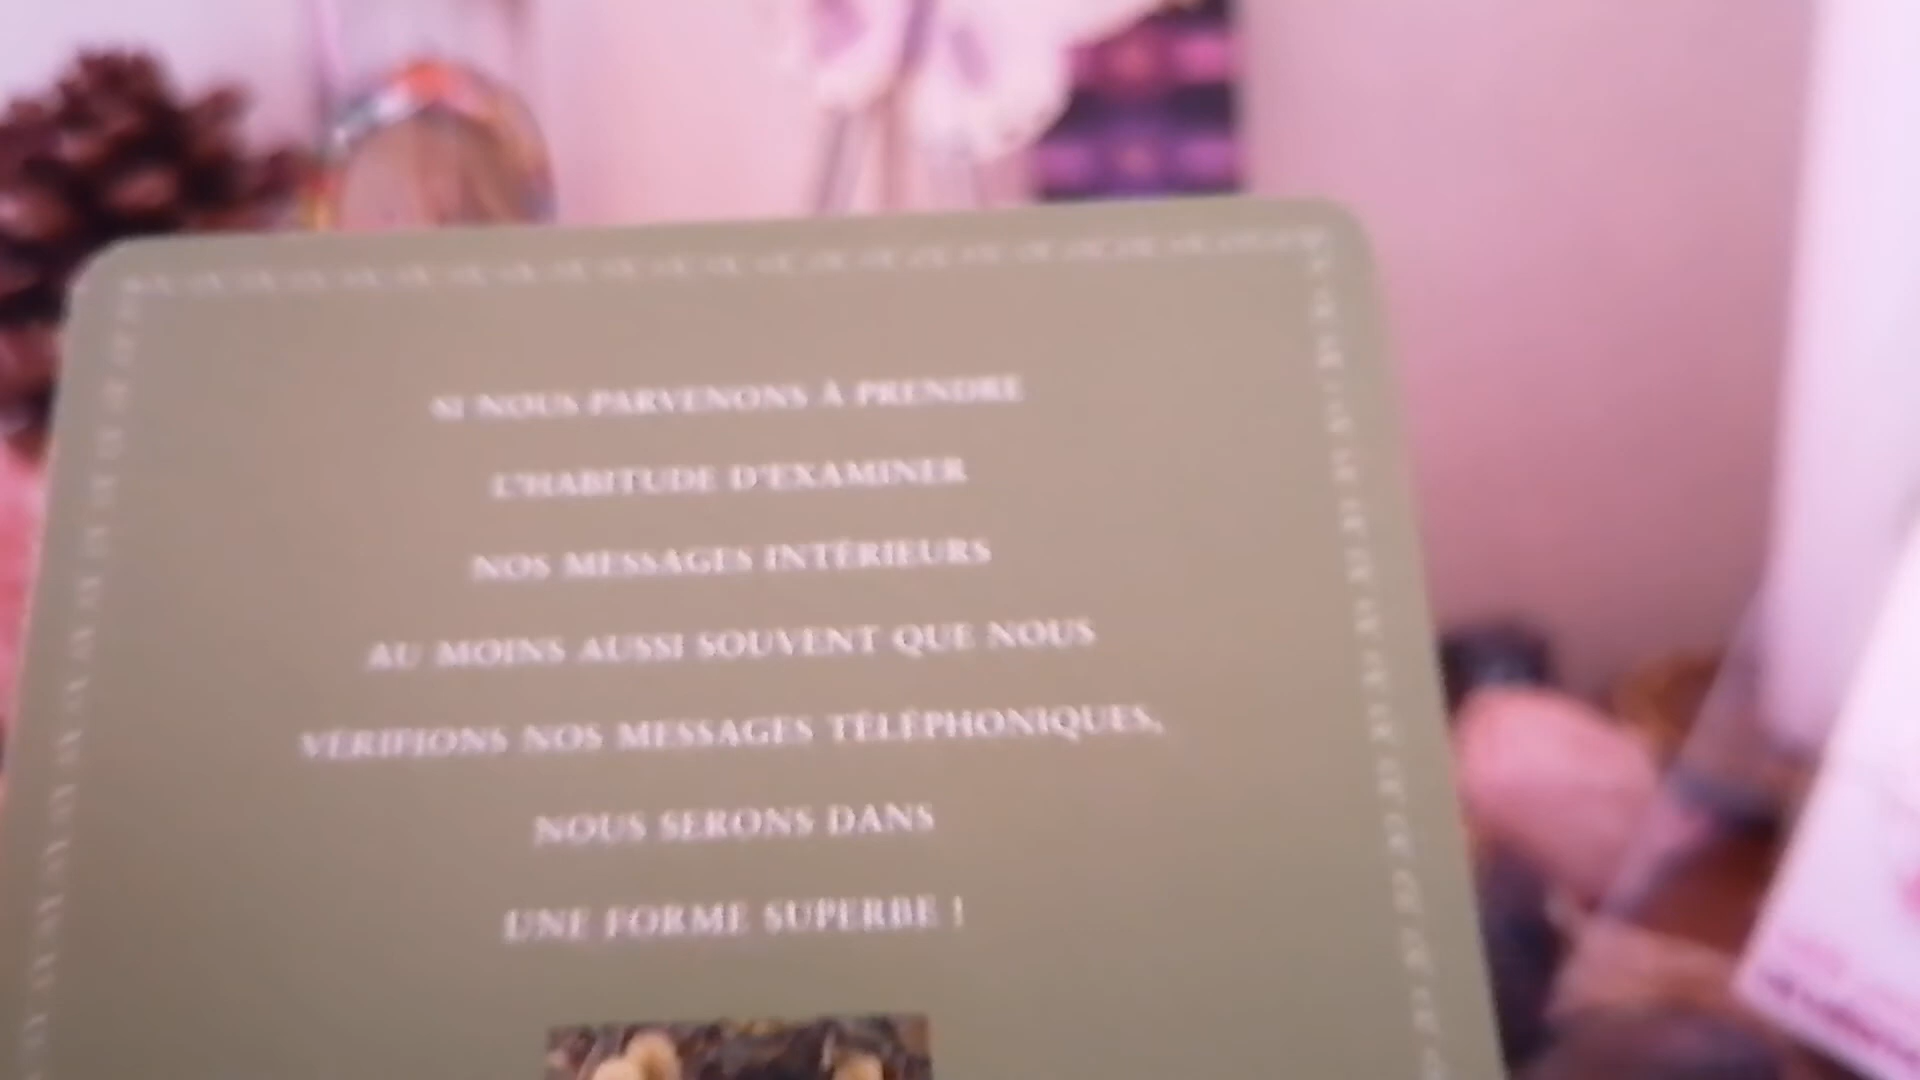 SI NOUS PARVENONS À PRENDRE
L'HABITUDE D'EXAMINER
NOS MESSAGES INTÉRIEURS
AU MOINS AUSSI SOUVENT QUE NOUS
VÉRIFIONS NOS MESSAGES TÉLÉPHONIQUES,
NOUS SERONS DANS
UNE FORME SUPERBE !